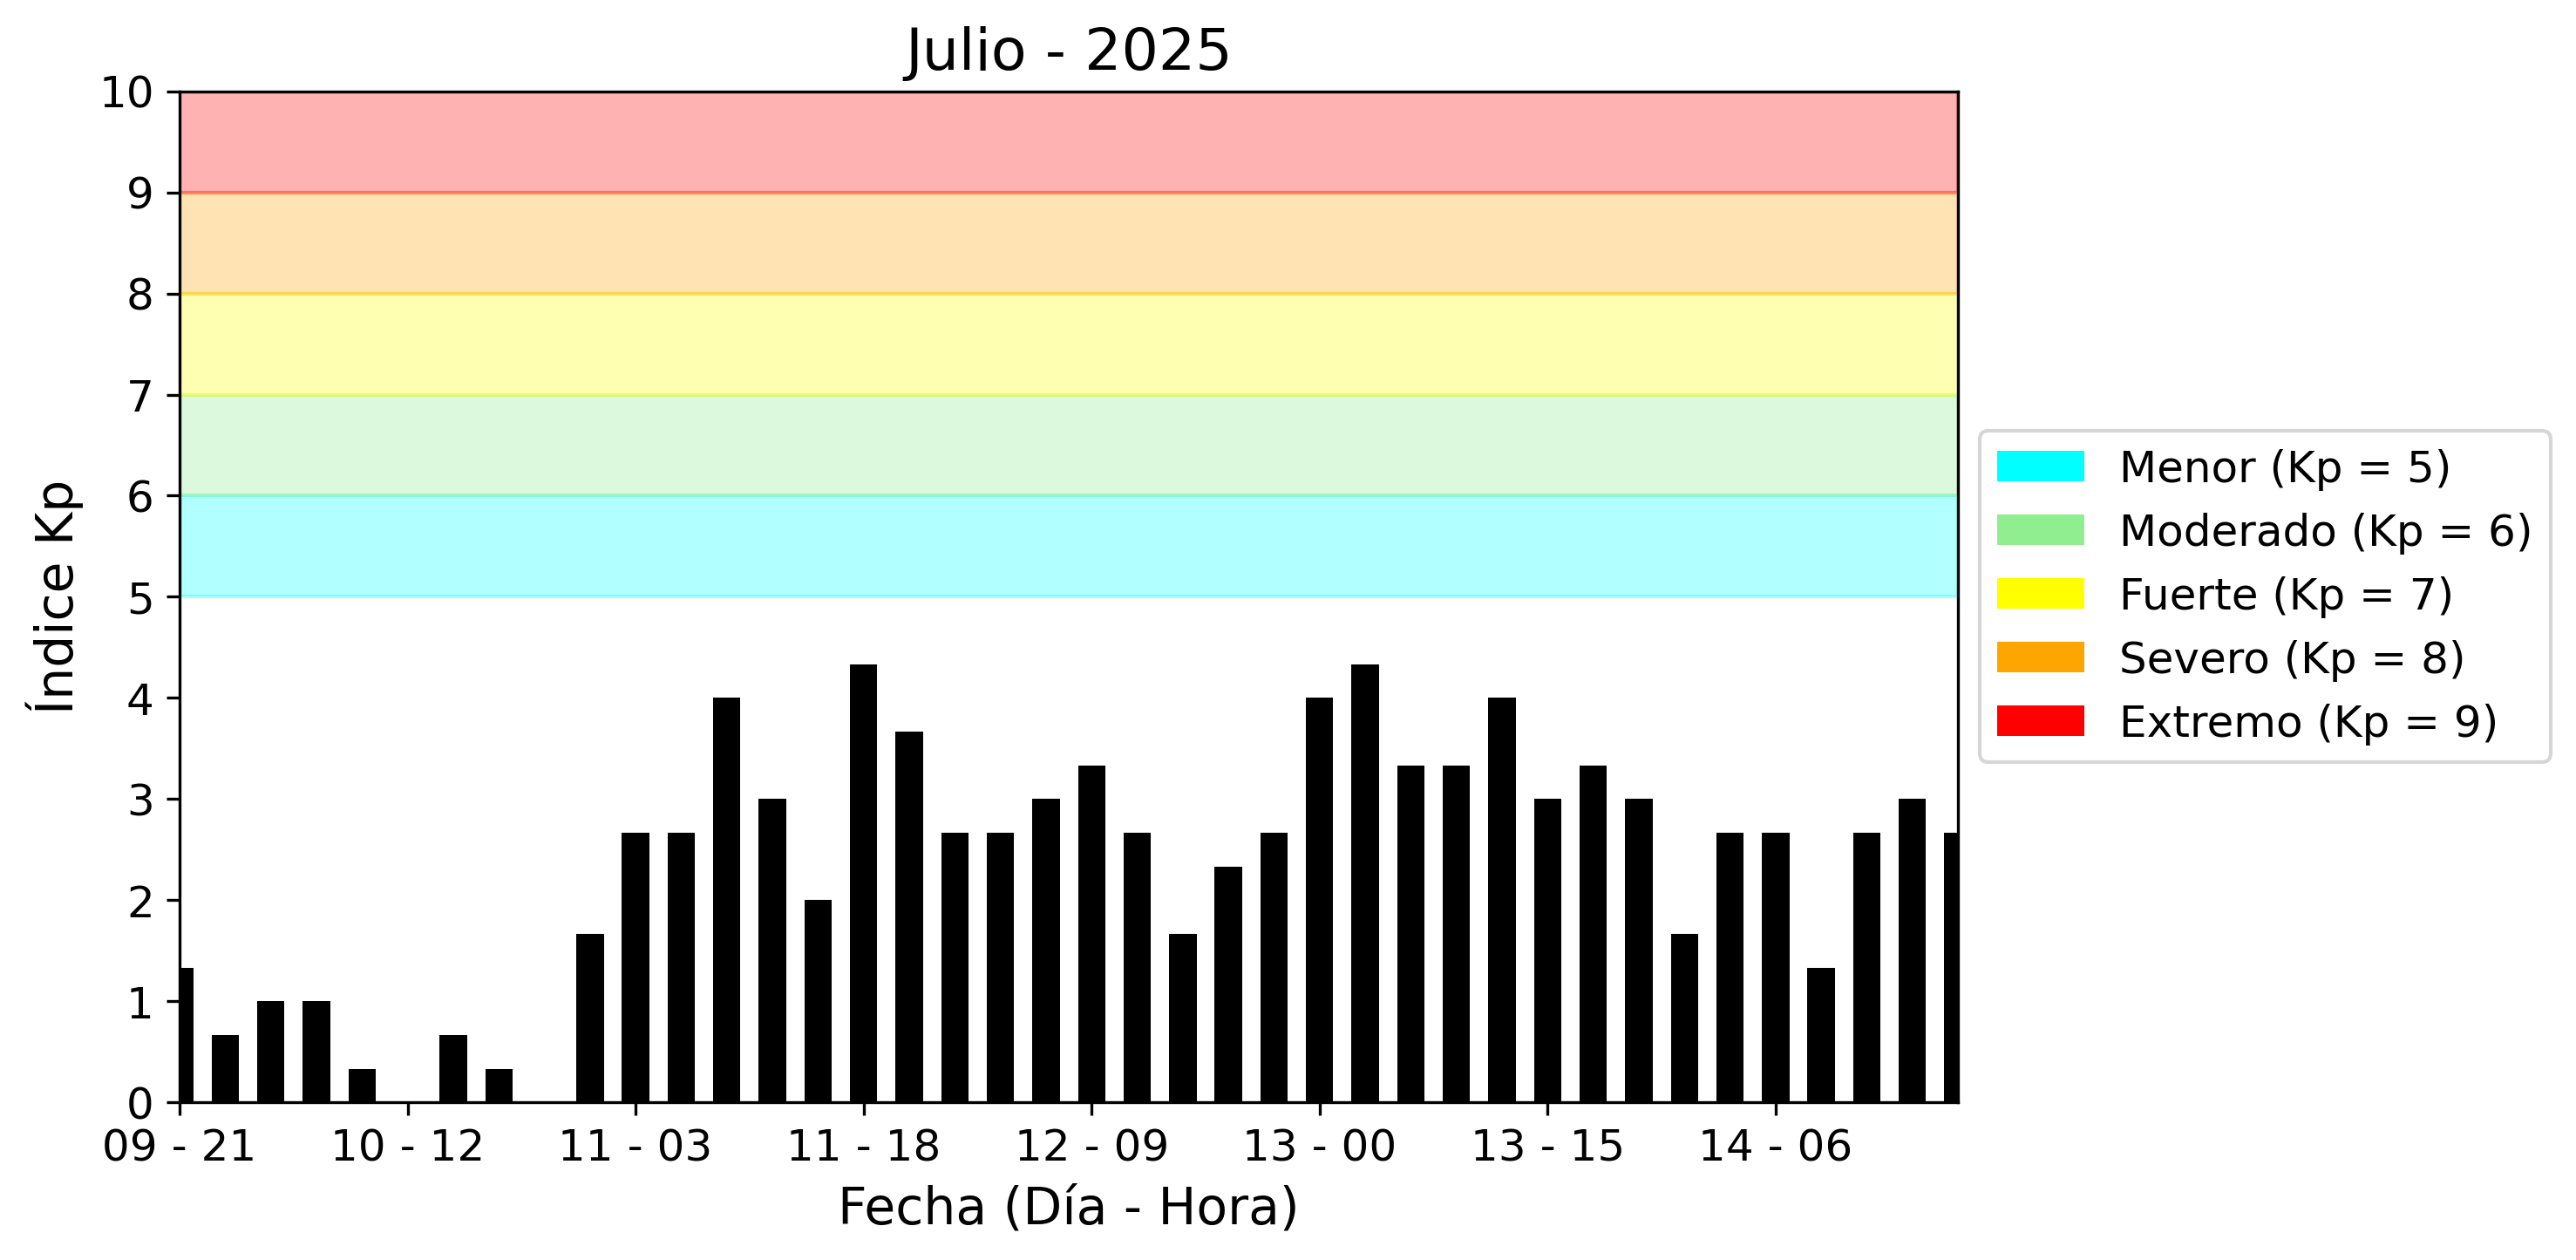 Julio - 2025
10
9
8
7
6
5
4
3
2
1
0
Índice Kp
09 - 21
10 - 12
11 - 03
11 - 18
12 - 09
13 - 00
13 - 15
14 - 06
Fecha (Día - Hora)
Menor (Kp = 5)
Moderado (Kp = 6)
Fuerte (Kp = 7)
Severo (Kp = 8)
Extremo (Kp = 9)